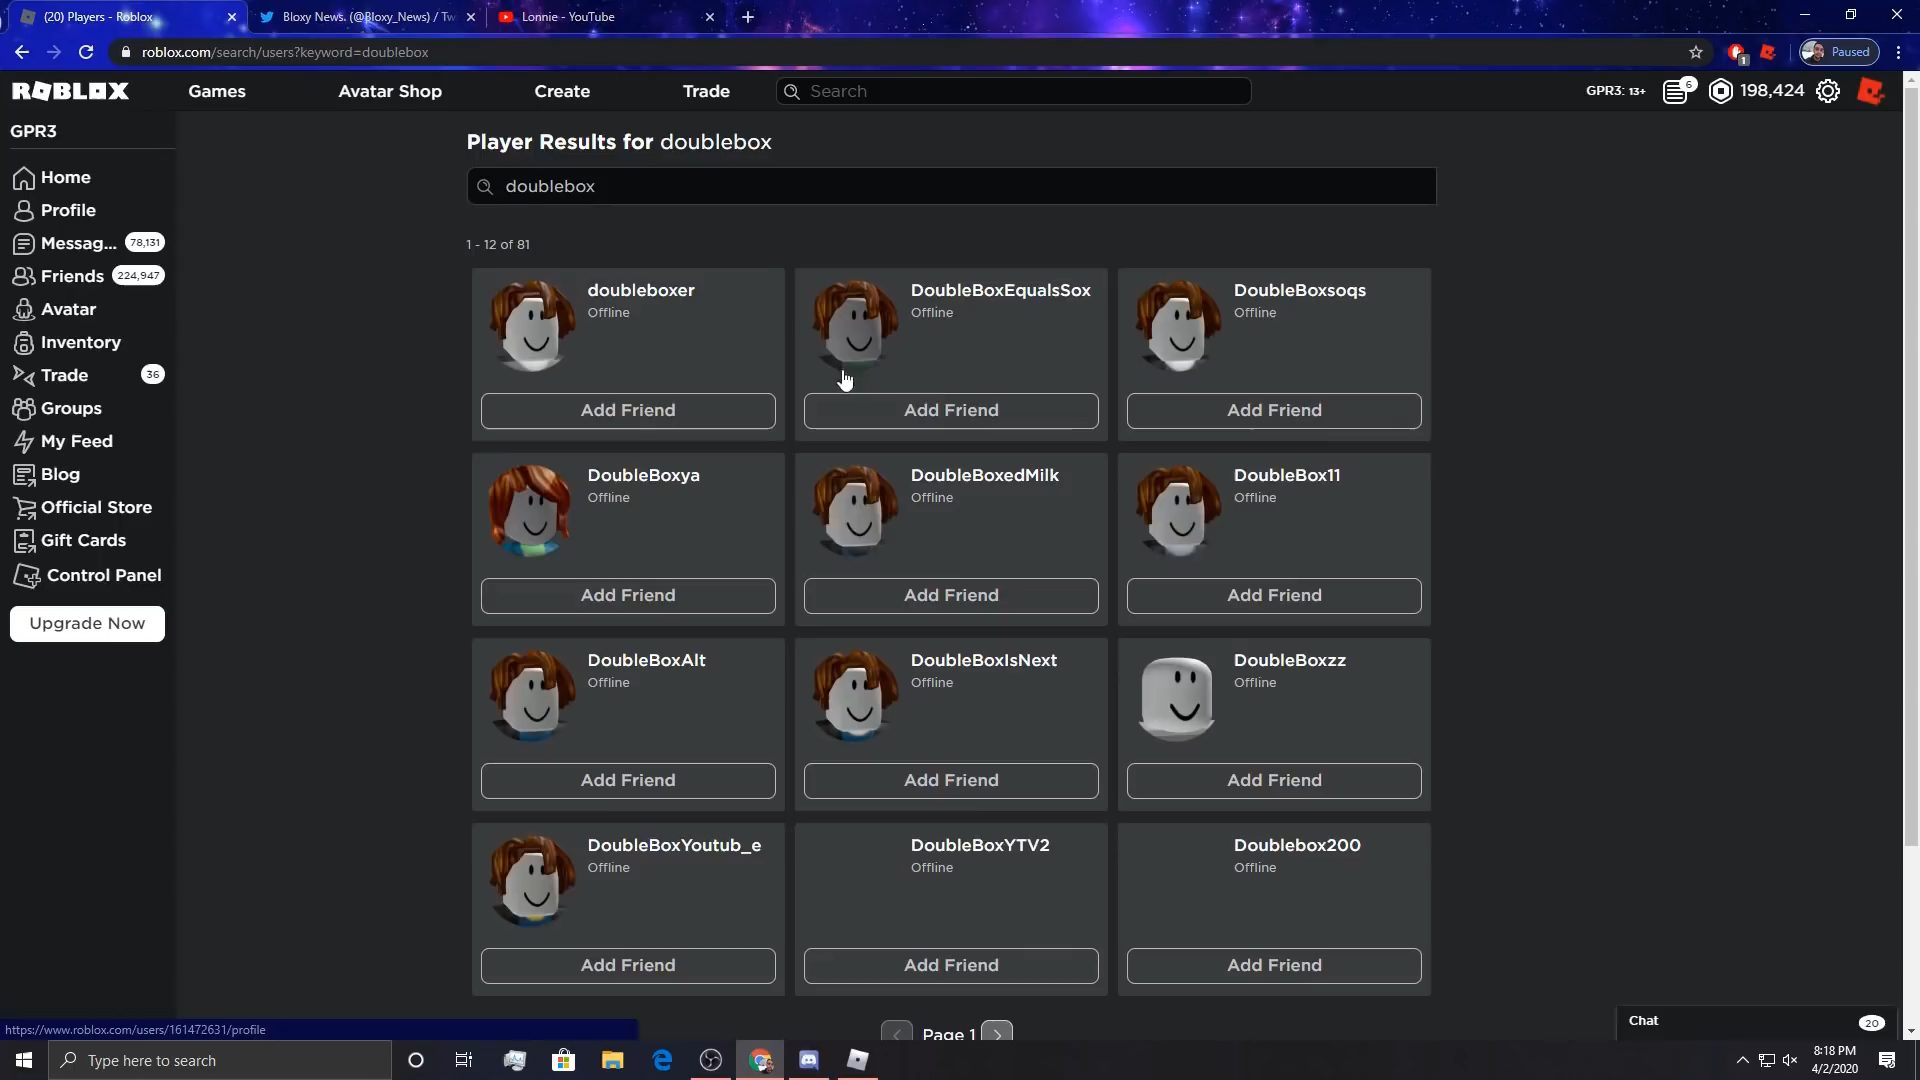 (20) Players - Roblox
Bloxy News. (@Bloxy_News) / Tw
Lonnie - YouTube
roblox.com/search/users?keyword=doublebox
1
Paused
ROBLOX
Games
Avatar Shop
Create
Trade
Search
GPR3: 13+
6
198,424
GPR3
Home
Profile
Messag... 78,131
Friends 224,947
Avatar
Inventory
Trade 36
Groups
My Feed
Blog
Official Store
Gift Cards
Control Panel
Upgrade Now
Player Results for doublebox
doublebox
1 - 12 of 81
doubleboxer
Offline
Add Friend
DoubleBoxEqualsSox
Offline
Add Friend
DoubleBoxsoqs
Offline
Add Friend
DoubleBoxya
Offline
Add Friend
DoubleBoxedMilk
Offline
Add Friend
DoubleBox11
Offline
Add Friend
DoubleBoxAlt
Offline
Add Friend
DoubleBoxIsNext
Offline
Add Friend
DoubleBoxzz
Offline
Add Friend
DoubleBoxYoutub_e
Offline
Add Friend
DoubleBoxYTV2
Offline
Add Friend
Doublebox200
Offline
Add Friend
Page 1
Chat 20
https://www.roblox.com/users/161472631/profile
Type here to search
8:18 PM
4/2/2020